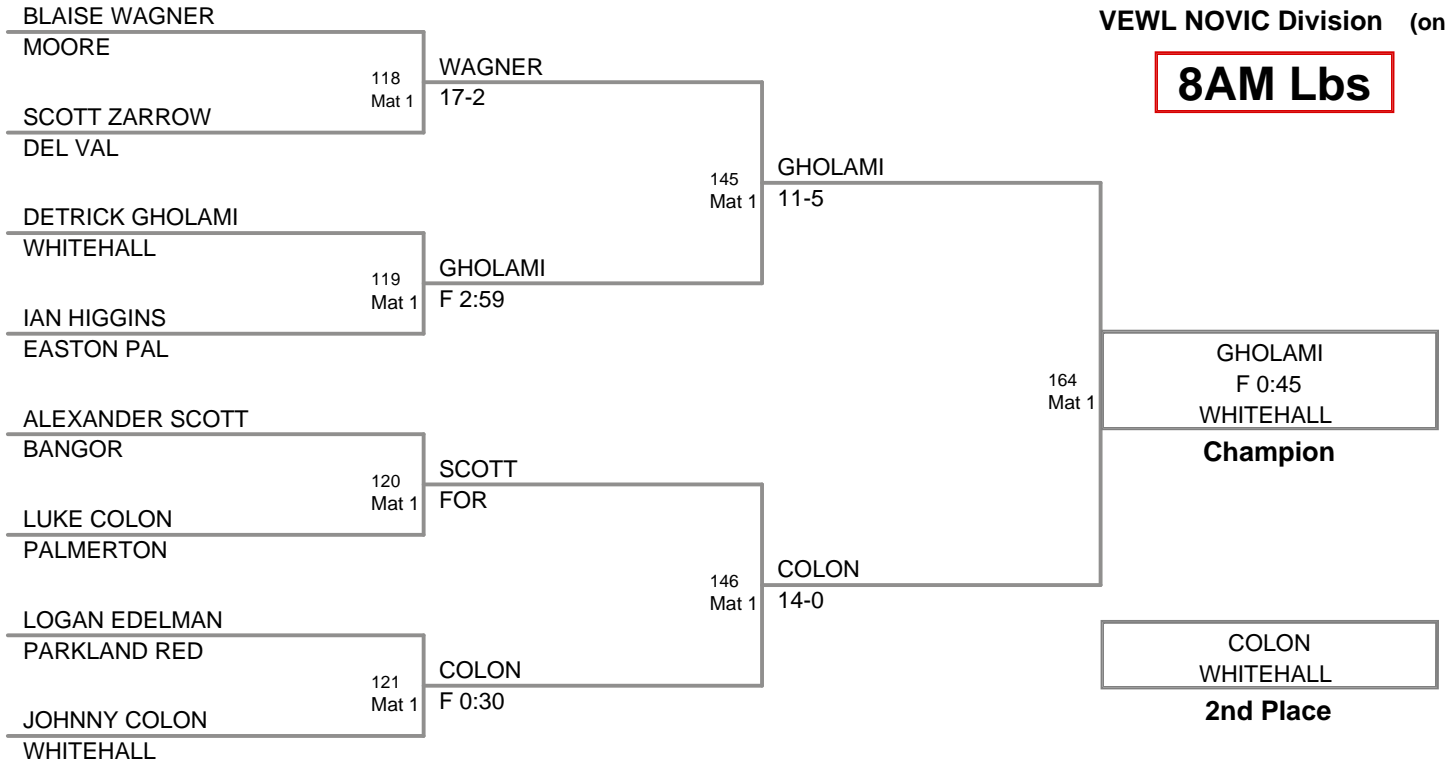 BLAISE WAGNER
MOORE
118
Mat 1
SCOTT ZARROW
DEL VAL
WAGNER
17-2
DETRICK GHOLAMI
WHITEHALL
119
Mat 1
IAN HIGGINS
EASTON PAL
GHOLAMI
F 2:59
145
Mat 1
GHOLAMI
11-5
ALEXANDER SCOTT
BANGOR
120
Mat 1
LUKE COLON
PALMERTON
SCOTT
FOR
LOGAN EDELMAN
PARKLAND RED
121
Mat 1
JOHNNY COLON
WHITEHALL
COLON
F 0:30
146
Mat 1
COLON
14-0
164
Mat 1
VEWL NOVIC Division (on
8AM Lbs
GHOLAMI
F 0:45
WHITEHALL
Champion
COLON
WHITEHALL
2nd Place